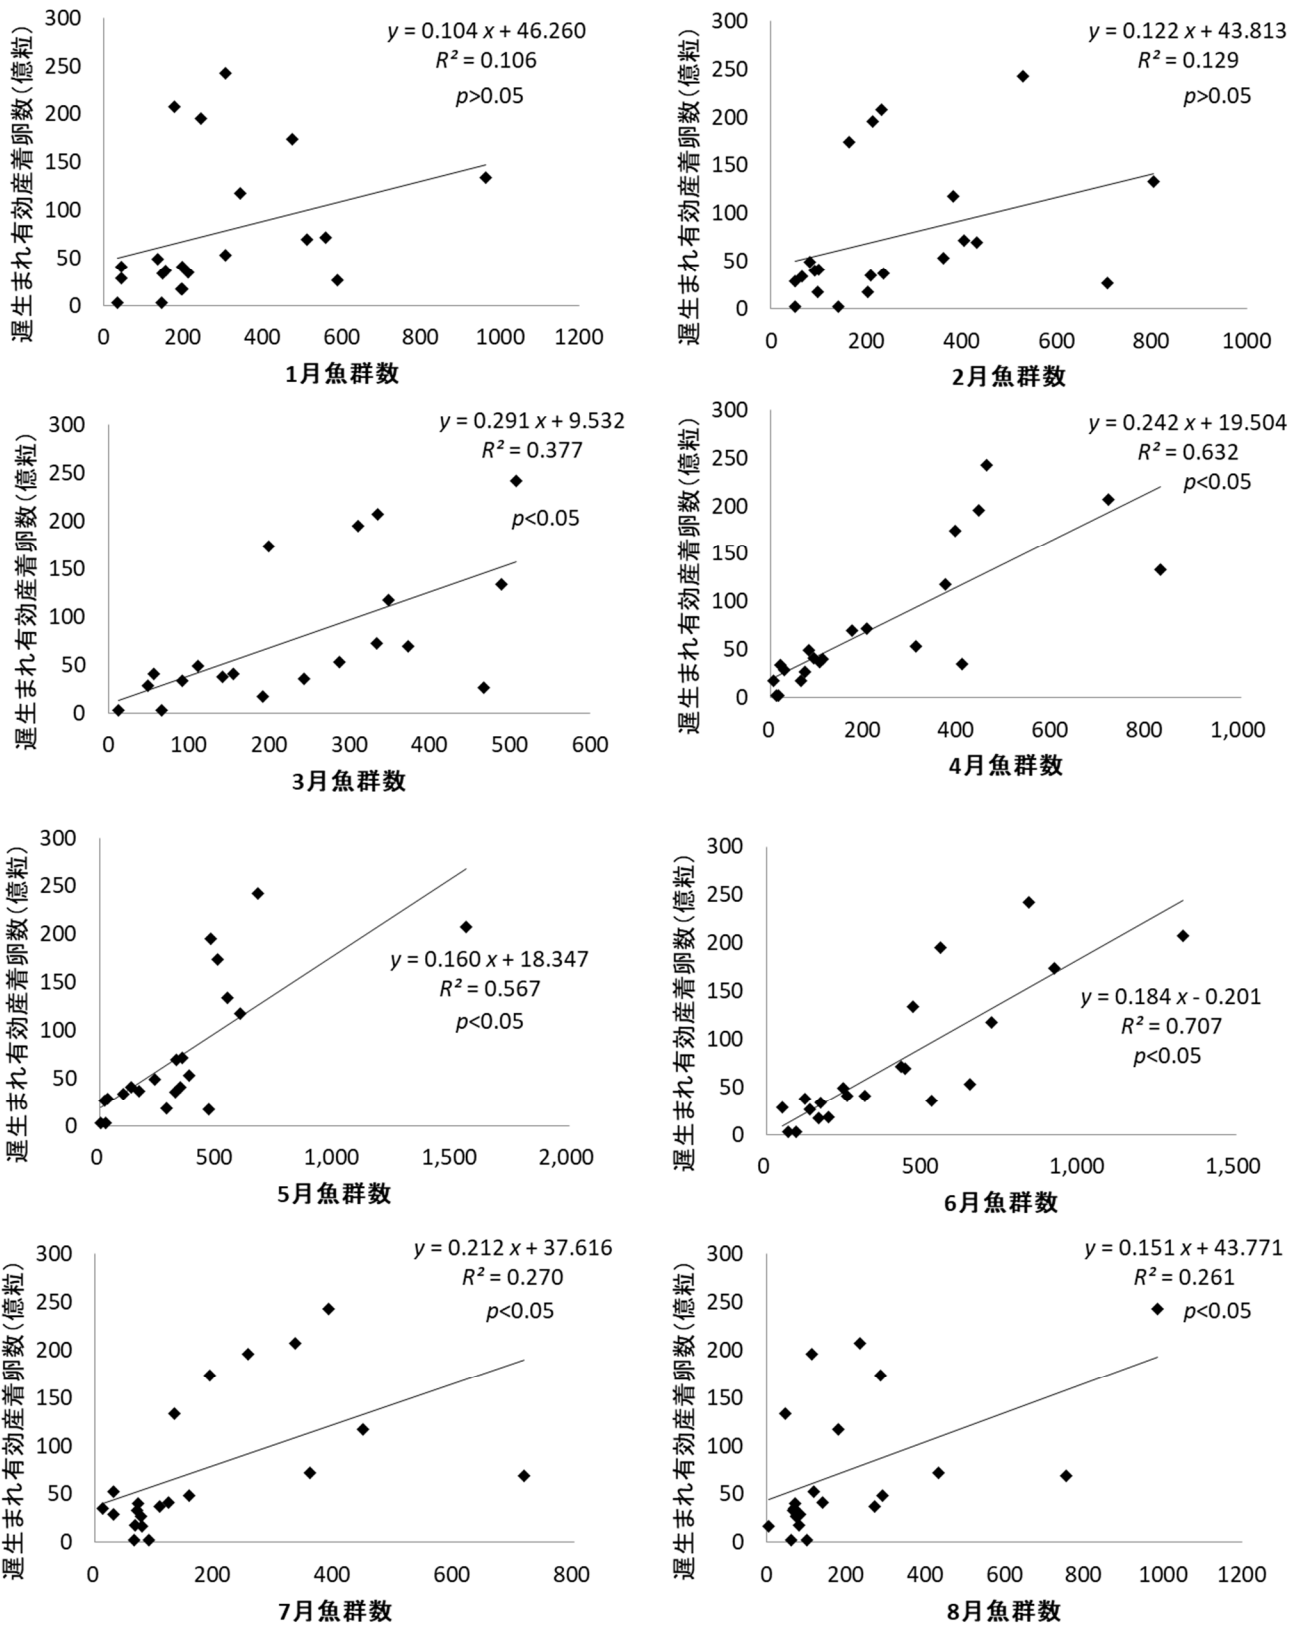 遅生まれ有効産着卵数(億粒)
300
250
200
150
100
50
0
y = 0.104 x + 46.260
R² = 0.106
p>0.05
0 200 400 600 800 1000 1200
1月魚群数
遅生まれ有効産着卵数(億粒)
300
250
200
150
100
50
0
y = 0.122 x + 43.813
R² = 0.129
p>0.05
0 200 400 600 800 1000
2月魚群数
遅生まれ有効産着卵数(億粒)
300
250
200
150
100
50
0
y = 0.291 x + 9.532
R² = 0.377
p<0.05
0 100 200 300 400 500 600
3月魚群数
遅生まれ有効産着卵数(億粒)
300
250
200
150
100
50
0
y = 0.242 x + 19.504
R² = 0.632
p<0.05
0 200 400 600 800 1,000
4月魚群数
遅生まれ有効産着卵数(億粒)
300
250
200
150
100
50
0
y = 0.160 x + 18.347
R² = 0.567
p<0.05
0 500 1,000 1,500 2,000
5月魚群数
遅生まれ有効産着卵数(億粒)
300
250
200
150
100
50
0
y = 0.184 x - 0.201
R² = 0.707
p<0.05
0 500 1,000 1,500
6月魚群数
遅生まれ有効産着卵数(億粒)
300
250
200
150
100
50
0
y = 0.212 x + 37.616
R² = 0.270
p<0.05
0 200 400 600 800
7月魚群数
遅生まれ有効産着卵数(億粒)
300
250
200
150
100
50
0
y = 0.151 x + 43.771
R² = 0.261
p<0.05
0 200 400 600 800 1000 1200
8月魚群数